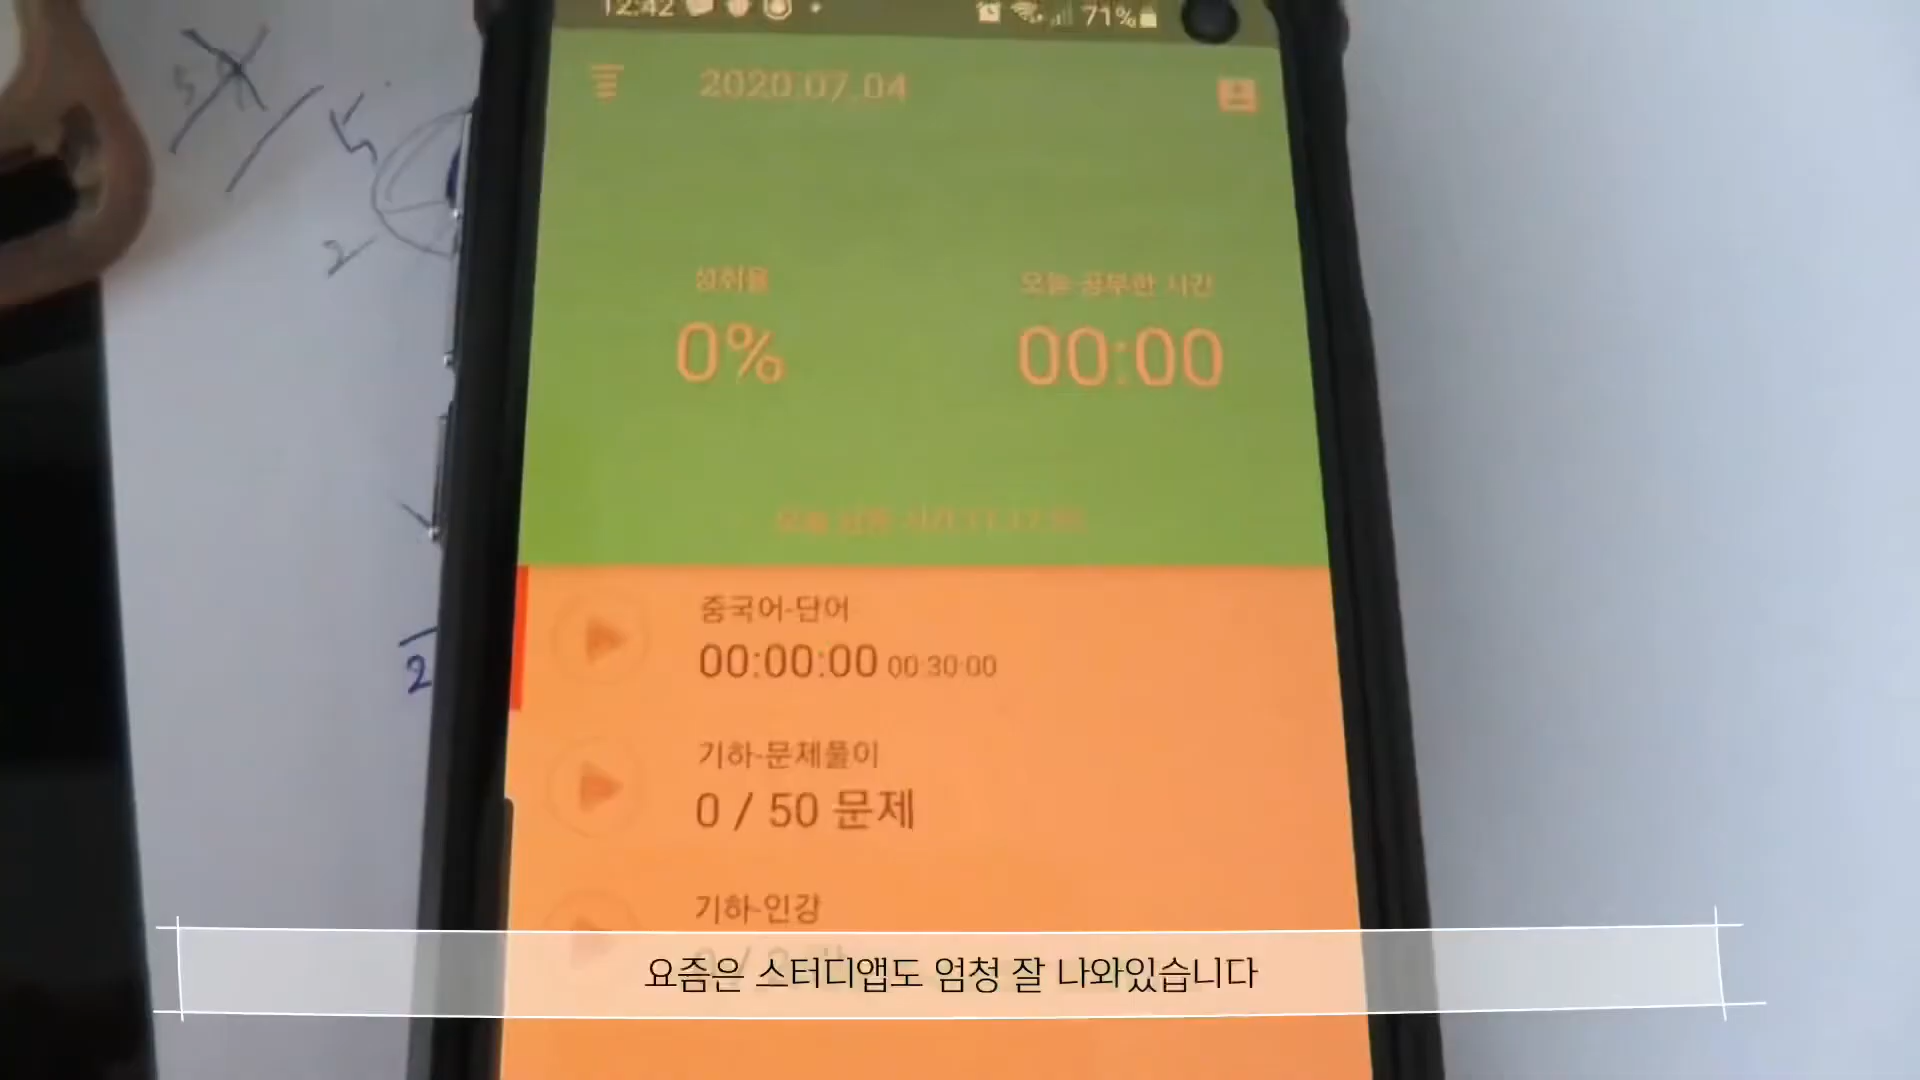 12:42
71%
2020.07.04
성취율
오늘 공부한 시간
0%
00:00
중국어-단어
00:00:00 00:30:00
기하-문제풀이
0 / 50 문제
기하-인강
요즘은 스터디앱도 엄청 잘 나와있습니다
2
2